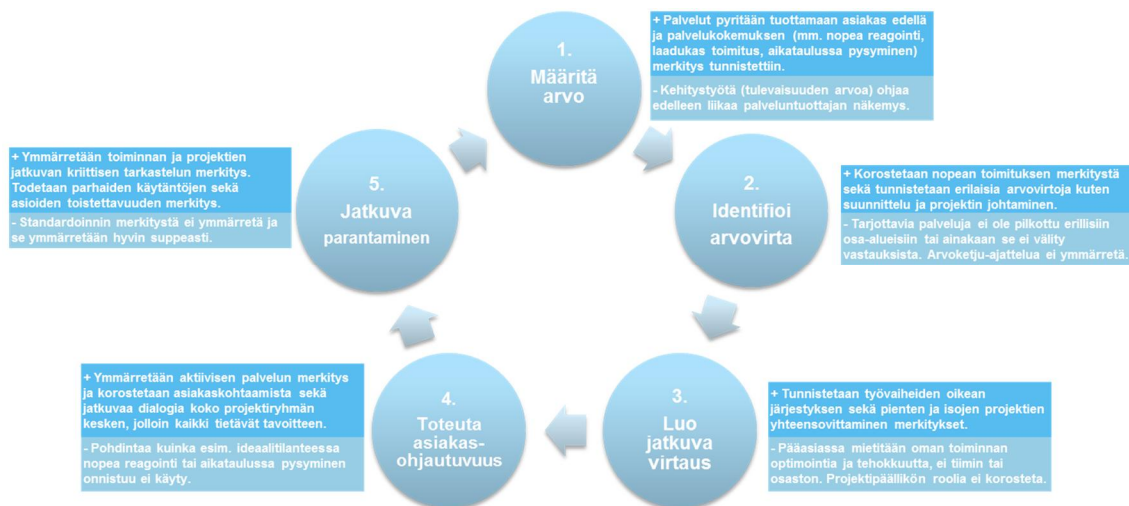 1.
Määritä
arvo
+ Palvelut pyritään tuottamaan asiakas edellä
ja palvelukokemuksen (mm. nopea reagointi,
laadukas toimitus, aikataulussa pysyminen)
merkitys tunnistettiin.
- Kehitystyötä (tulevaisuuden arvoa) ohjaa
edelleen liikaa palveluntuottajan näkemys.
2.
Identifioi
arvovirta
+ Korostetaan nopean toimituksen merkitystä
sekä tunnistetaan erilaisia arvovirtoja kuten
suunnittelu ja projektin johtaminen.
- Tarjottavia palveluja ei ole pilkottu erillisiin
osa-alueisiin tai ainakaan se ei välity
vastauksista. Arvoketju-ajattelua ei ymmärretä.
3.
Luo
jatkuva
virtaus
+ Tunnistetaan työvaiheiden oikean
järjestyksen sekä pienten ja isojen projektien
yhteensovittaminen merkitykset.
- Pääasiassa mietitään oman toiminnan
optimointia ja tehokkuutta, ei tiimin tai
osaston. Projektipäällikön roolia ei korosteta.
4.
Toteuta
asiakas-
ohjautuvuus
+ Ymmärretään aktiivisen palvelun merkitys
ja korostetaan asiakaskohtaamista sekä
jatkuvaa dialogia koko projektiryhmän
kesken, jolloin kaikki tietävät tavoitteen.
- Pohdintaa kuinka esim. ideaalitilanteessa
nopea reagointi tai aikataulussa pysyminen
onnistuu ei käyty.
5.
Jatkuva
parantaminen
+ Ymmärretään toiminnan ja projektien
jatkuvan kriittisen tarkastelun merkitys.
Todetaan parhaiden käytäntöjen sekä
asioiden toistettavuuden merkitys.
- Standardoinnin merkitystä ei ymmärretä ja
se ymmärretään hyvin suppeasti.